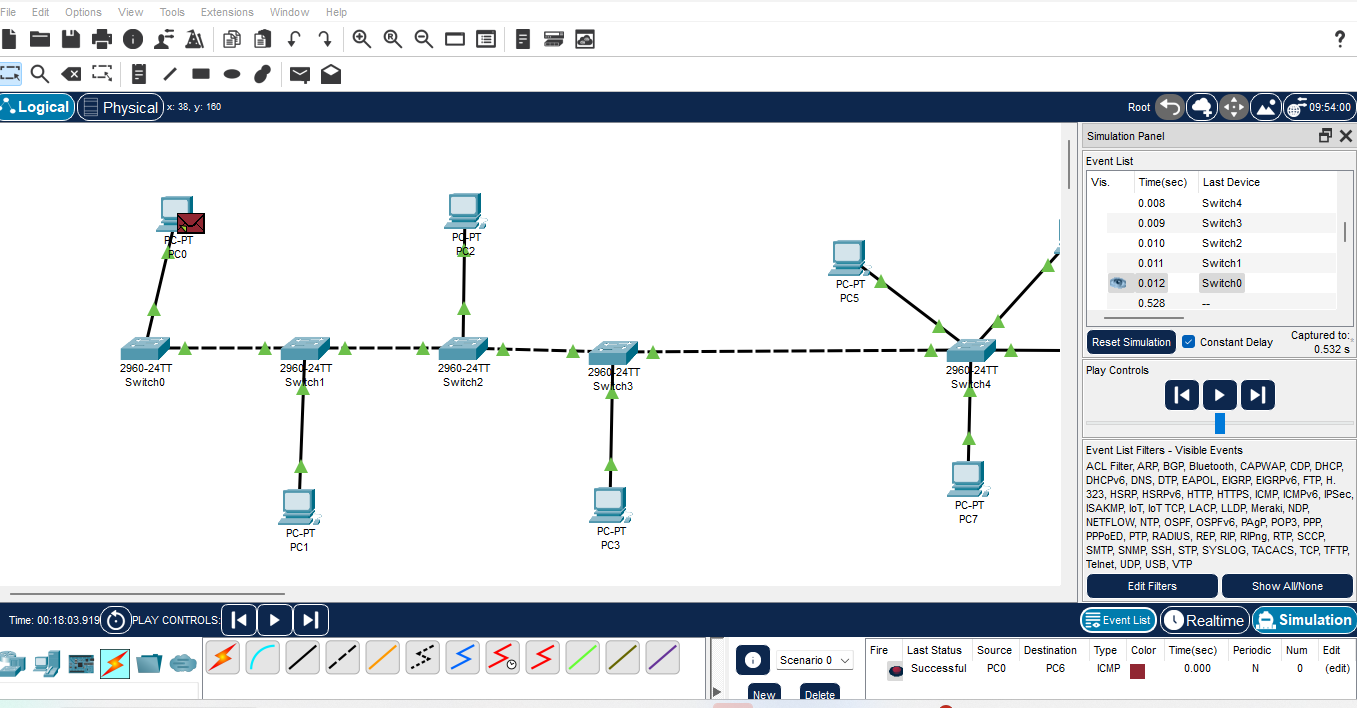 File Edit Options View Tools Extensions Window Help
Logical Physical x: 38, y: 160 Root 09:54:00
Simulation Panel
Event List
Vis. Time(sec) Last Device
0.008 Switch4
0.009 Switch3
0.010 Switch2
0.011 Switch1
0.012 Switch0
0.528 --
Reset Simulation Constant Delay Captured to:
0.532 s
Play Controls
Event List Filters - Visible Events
ACL Filter, ARP, BGP, Bluetooth, CAPWAP, CDP, DHCP,
DHCPv6, DNS, DTP, EAPOL, EIGRP, EIGRPv6, FTP, H.
323, HSRP, HSRPv6, HTTP, HTTPS, ICMP, ICMPv6, IPSec,
ISAKMP, IoT, IoT TCP, LACP, LLDP, Meraki, NDP,
NETFLOW, NTP, OSPF, OSPFv6, PAgP, POP3, PPP,
PPPoED, PTP, RADIUS, REP, RIP, RIPng, RTP, SCCP,
SMTP, SNMP, SSH, STP, SYSLOG, TACACS, TCP, TFTP,
Telnet, UDP, USB, VTP
Edit Filters Show All/None
PC-PT
PC0
PC-PT
PC2
PC-PT
PC5
2960-24TT
Switch0
2960-24TT
Switch1
2960-24TT
Switch2
2960-24TT
Switch3
2960-24TT
Switch4
PC-PT
PC1
PC-PT
PC3
PC-PT
PC7
Time: 00:18:03.919 PLAY CONTROLS:
Event List Realtime Simulation
Scenario 0
New Delete
Fire Last Status Source Destination Type Color Time(sec) Periodic Num Edit
Successful PC0 PC6 ICMP 0.000 N 0 (edit)